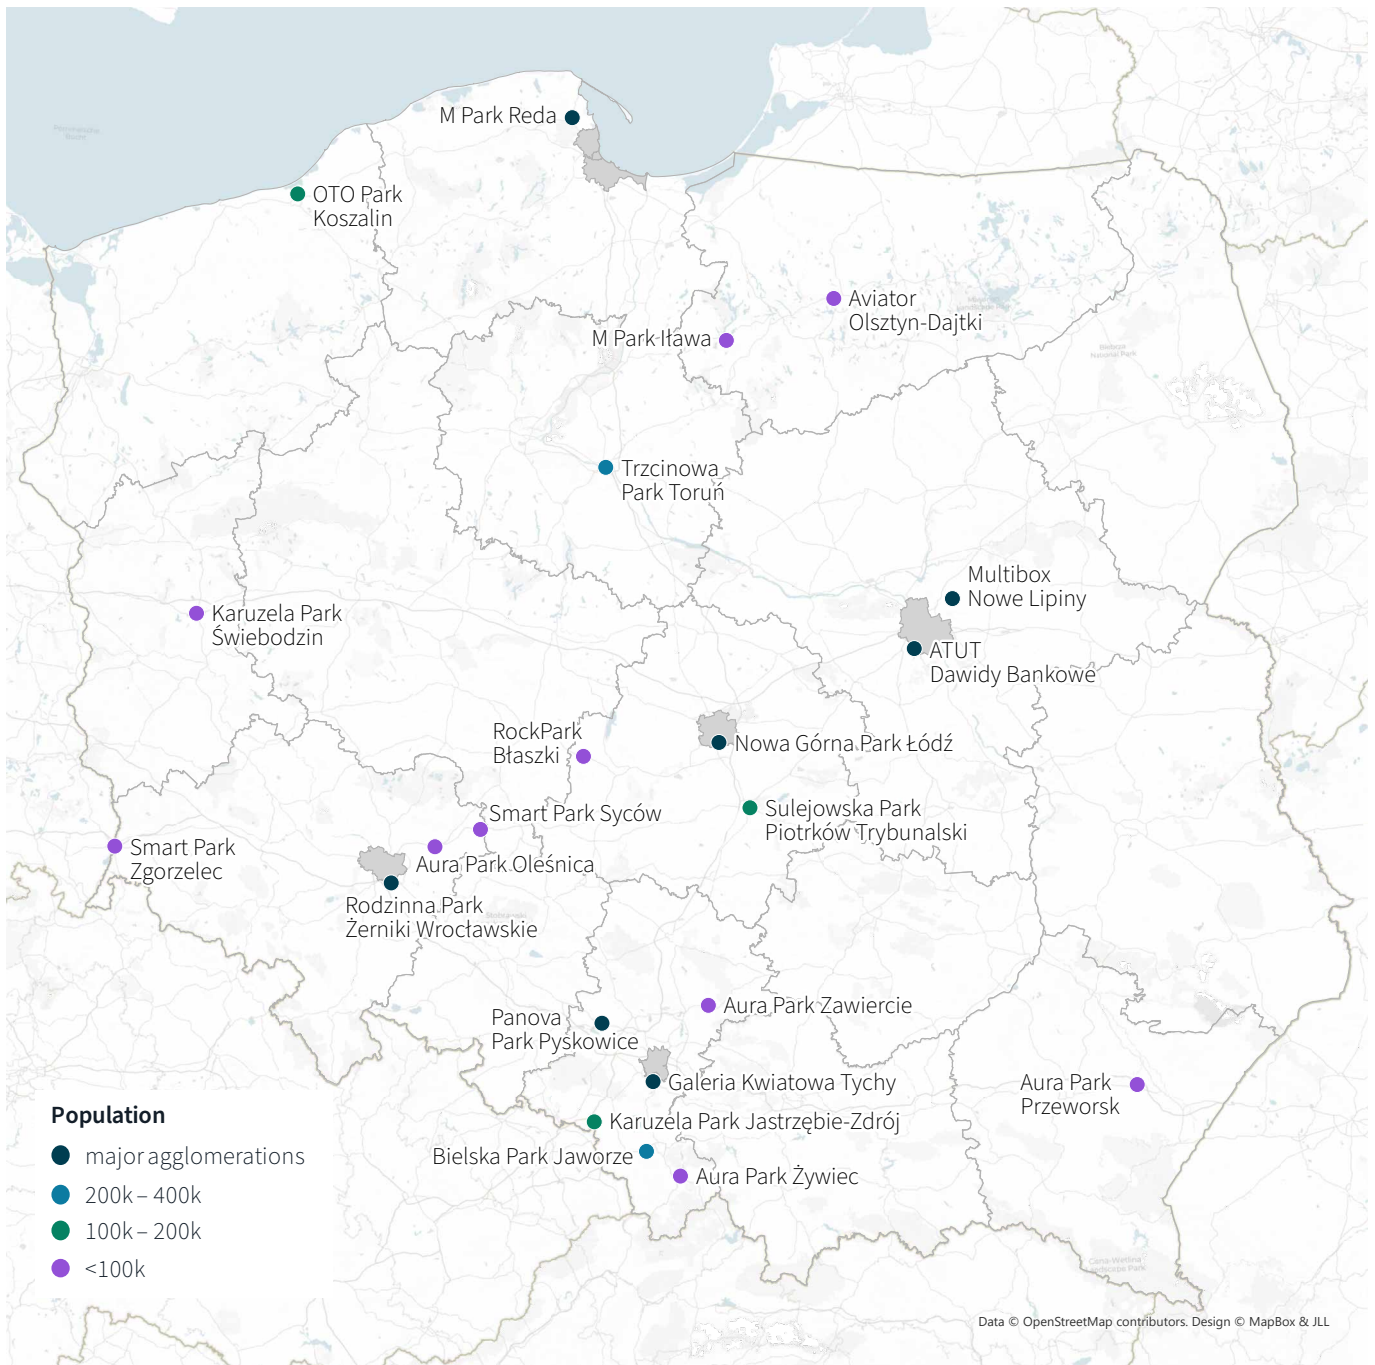 M Park Reda
OTO Park
Koszalin
Aviator
Olsztyn-Dajtki
M Park Iława
Trzcinowa
Park Toruń
Multibox
Nowe Lipiny
Karuzela Park
Świebodzin
ATUT
Dawidy Bankowe
RockPark
Błaszki
Nowa Górna Park Łódź
Smart Park Syców
Sulejowska Park
Piotrków Trybunalski
Smart Park
Zgorzelec
Aura Park Oleśnica
Rodzinna Park
Żerniki Wrocławskie
Aura Park Zawiercie
Panova
Park Pyskowice
Galeria Kwiatowa Tychy
Aura Park
Przeworsk
Karuzela Park Jastrzębie-Zdrój
Bielska Park Jaworze
Aura Park Żywiec
Population
major agglomerations
200k – 400k
100k – 200k
<100k
Data © OpenStreetMap contributors. Design © MapBox & JLL